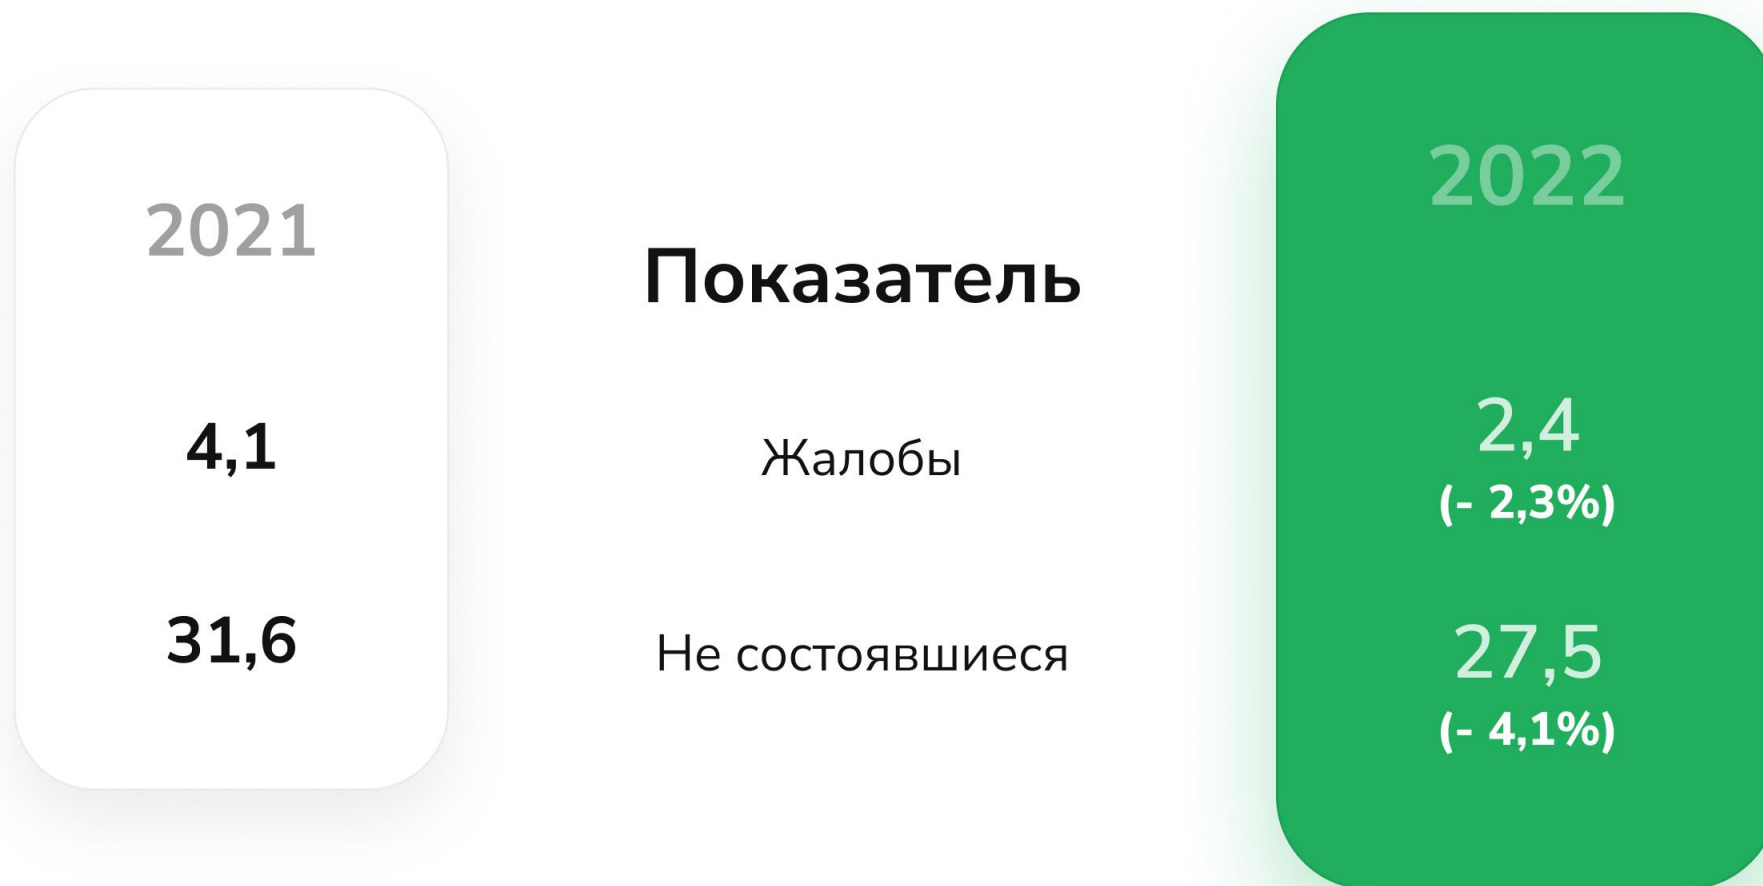 2021
4,1
31,6
Показатель
Жалобы
Не состоявшиеся
2022
2,4
(- 2,3%)
27,5
(- 4,1%)